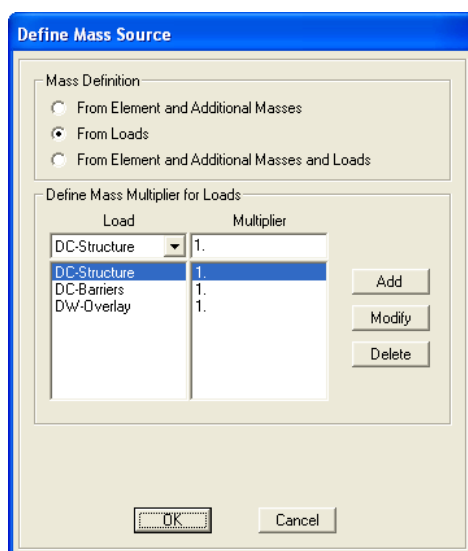 Define Mass Source
Mass Definition
From Element and Additional Masses
From Loads
From Element and Additional Masses and Loads
Define Mass Multiplier for Loads
Load Multiplier
DC-Structure 1.
DC-Structure 1.
DC-Barriers 1.
DW-Overlay 1.
Add
Modify
Delete
OK Cancel